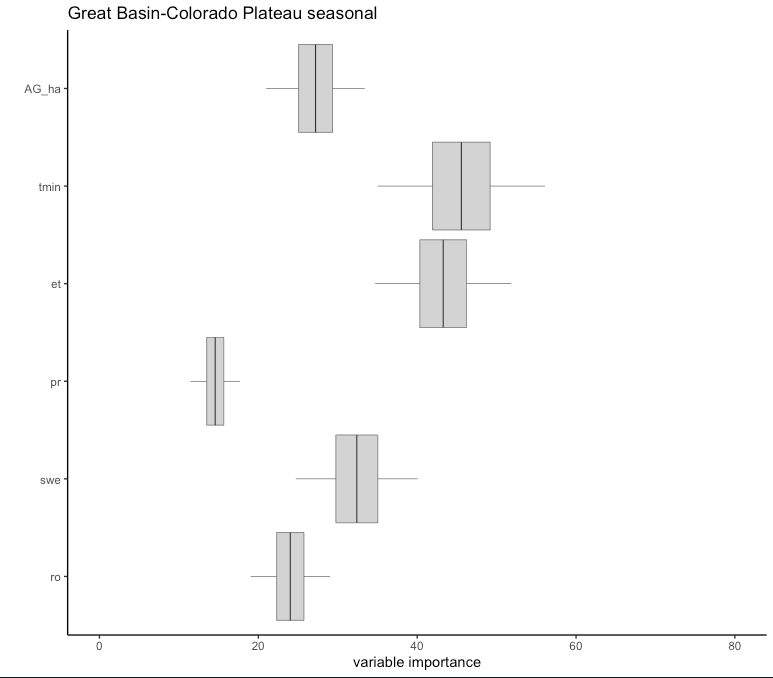 Great Basin-Colorado Plateau seasonal
AG_ha
tmin
et
pr
swe
ro
0 20 40 60 80
variable importance